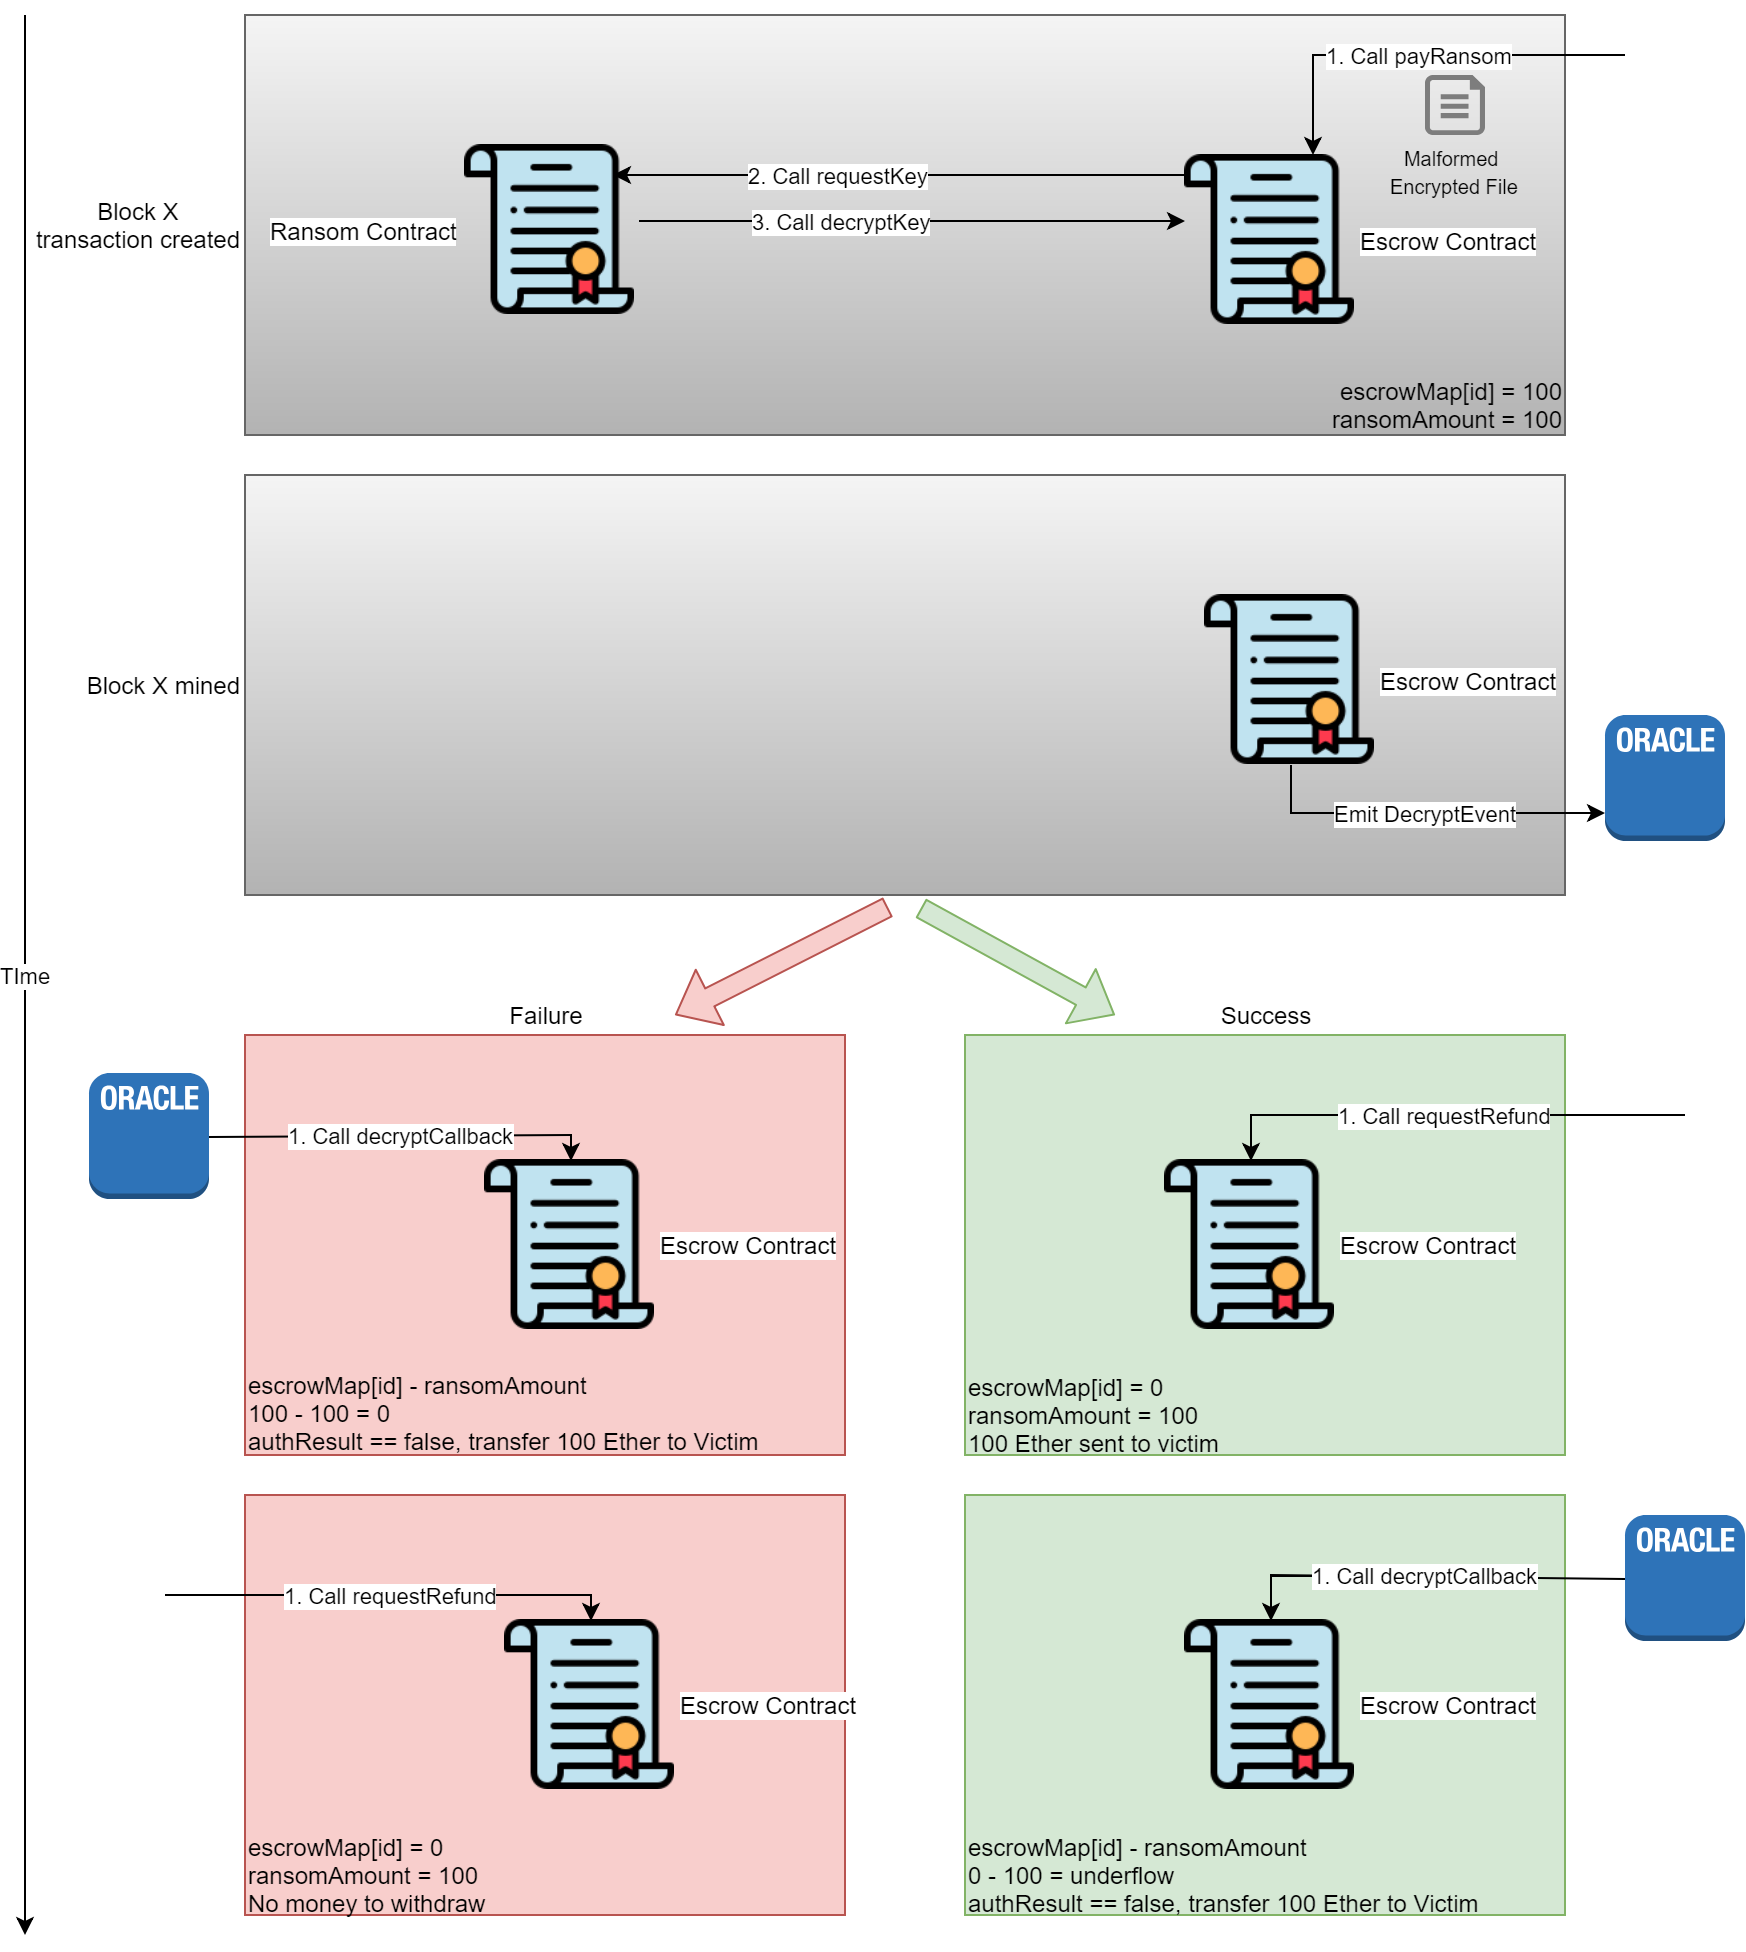 1. Call payRansom
Malformed
Encrypted File
2. Call requestKey
3. Call decryptKey
Block X
transaction created
Ransom Contract
Escrow Contract
escrowMap[id] = 100
ransomAmount = 100
Block X mined
Escrow Contract
ORACLE
Emit DecryptEvent
TIme
Failure
Success
ORACLE
1. Call decryptCallback
Escrow Contract
escrowMap[id] - ransomAmount
100 - 100 = 0
authResult == false, transfer 100 Ether to Victim
1. Call requestRefund
Escrow Contract
escrowMap[id] = 0
ransomAmount = 100
100 Ether sent to victim
1. Call requestRefund
Escrow Contract
escrowMap[id] = 0
ransomAmount = 100
No money to withdraw
ORACLE
1. Call decryptCallback
Escrow Contract
escrowMap[id] - ransomAmount
0 - 100 = underflow
authResult == false, transfer 100 Ether to Victim